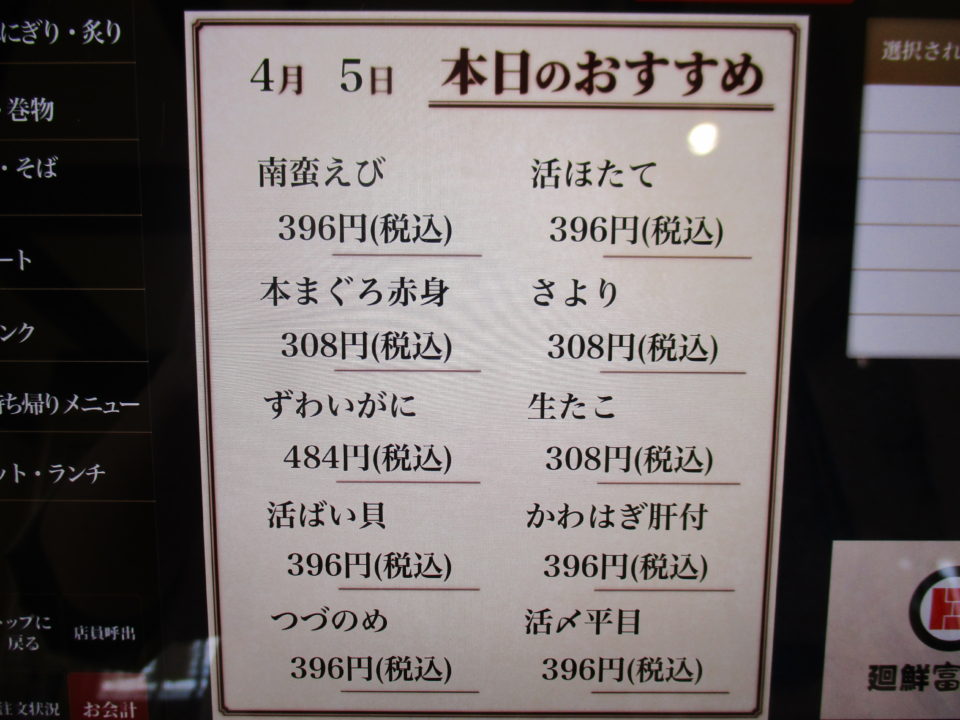 にぎり・炙り
・巻物
・そば
ート
ンク
ち帰りメニュー
ット・ランチ
トップに
戻る
店員呼出
注文状況
お会計
4月 5日 本日のおすすめ
南蛮えび
396円(税込)
活ほたて
396円(税込)
本まぐろ赤身
308円(税込)
さより
308円(税込)
ずわいがに
484円(税込)
生たこ
308円(税込)
活ばい貝
396円(税込)
かわはぎ肝付
396円(税込)
つづのめ
396円(税込)
活〆平目
396円(税込)
選択され
廻鮮富